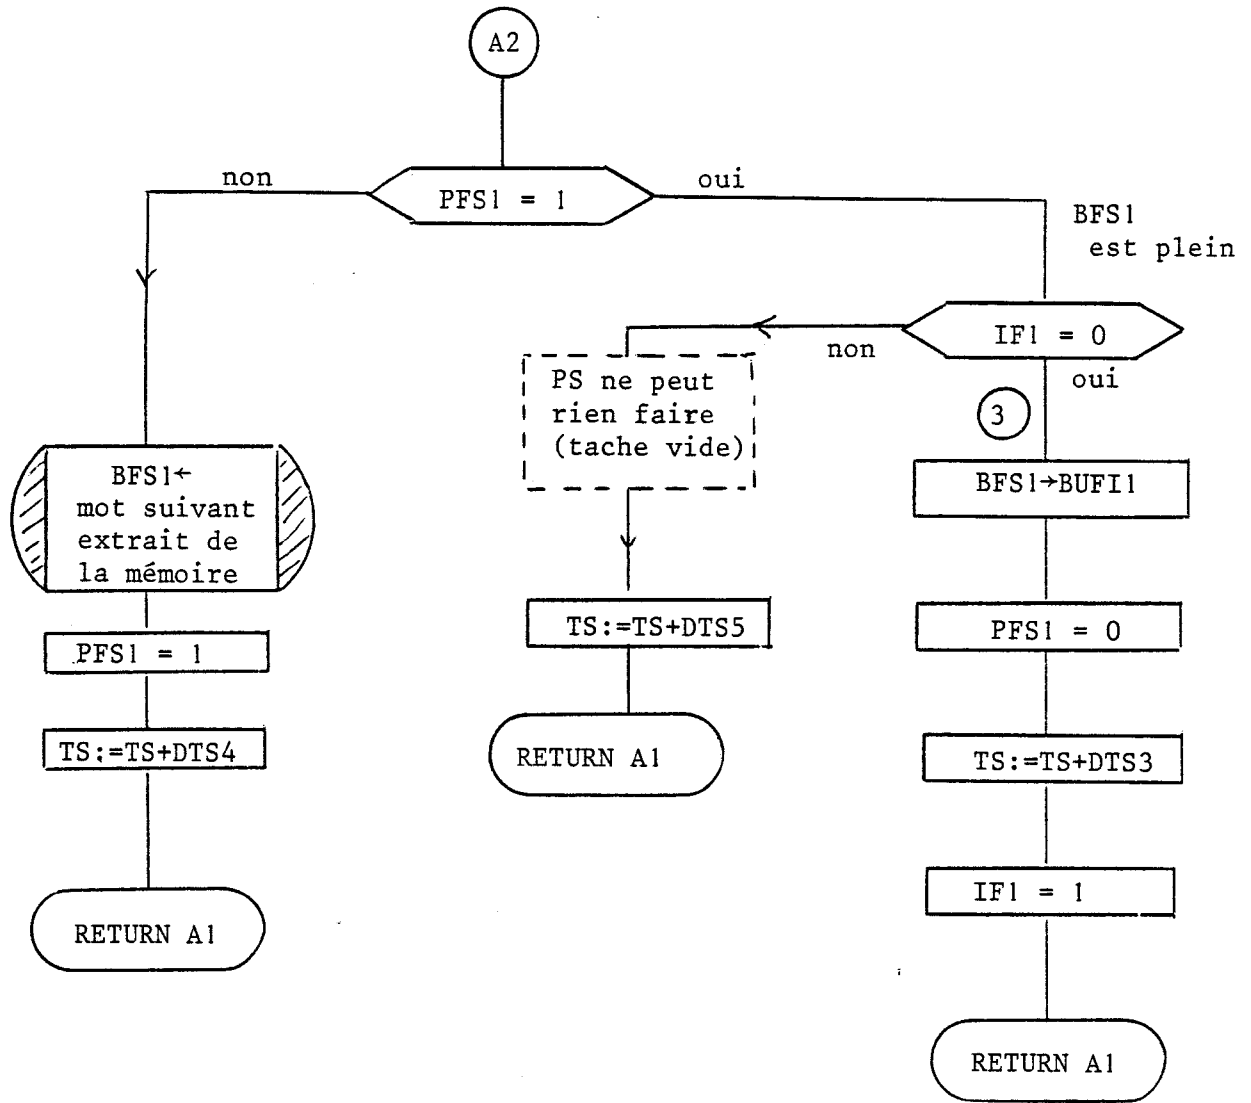 A2
non
PFS1 = 1
oui
BFS1
est plein
IF1 = 0
non
oui
PS ne peut
rien faire
(tache vide)
3
BFS1←
mot suivant
extrait de
la mémoire
BFS1→BUFI1
PFS1 = 1
TS:=TS+DTS5
PFS1 = 0
TS:=TS+DTS4
RETURN A1
TS:=TS+DTS3
IF1 = 1
RETURN A1
RETURN A1